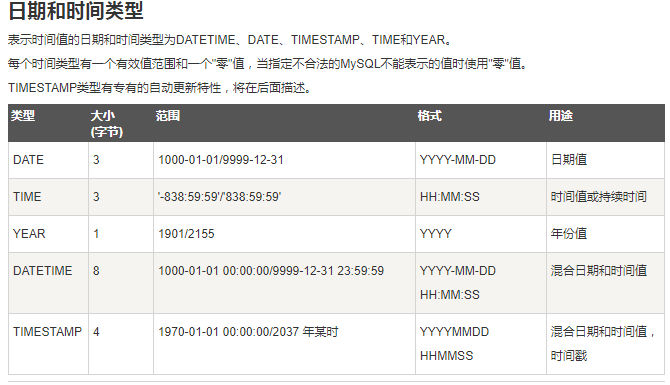 日期和时间类型
表示时间值的日期和时间类型为DATETIME、DATE、TIMESTAMP、TIME和YEAR。
每个时间类型有一个有效值范围和一个"零"值，当指定不合法的MySQL不能表示的值时使用"零"值。
TIMESTAMP类型有专有的自动更新特性，将在后面描述。
类型 大小 范围 格式 用途
(字节)
DATE 3 1000-01-01/9999-12-31 YYYY-MM-DD 日期值
TIME 3 '-838:59:59'/'838:59:59' HH:MM:SS 时间值或持续时间
YEAR 1 1901/2155 YYYY 年份值
DATETIME 8 1000-01-01 00:00:00/9999-12-31 23:59:59 YYYY-MM-DD 混合日期和时间值
HH:MM:SS
TIMESTAMP 4 1970-01-01 00:00:00/2037 年某时 YYYYMMDD 混合日期和时间值，
HHMMSS 时间戳